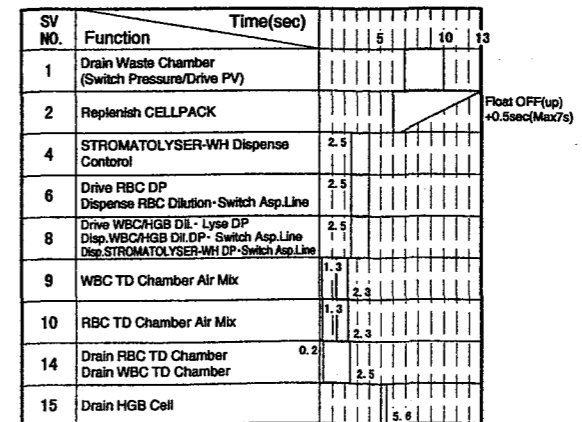 SV NO. Function Time(sec) 5 10 13
1 Drain Waste Chamber
(Switch Pressure/Drive PV)
2 Replenish CELLPACK Float OFF(up)
+0.5sec(Max7s)
4 STROMATOLYSER-WH Dispense 2.5
Contorol
6 Drive RBC DP 2.5
Dispense RBC Dilution·Switch Asp.Line
8 Drive WBC/HGB Dil.· Lyse DP 2.5
Disp.WBC/HGB Dil.DP· Switch Asp.Line
Disp.STROMATOLYSER-WH DP·Switch Asp.Line
9 WBC TD Chamber Air Mix 1.3 2.3
10 RBC TD Chamber Air Mix 1.3 2.3
14 Drain RBC TD Chamber 0.2
Drain WBC TD Chamber 2.5
15 Drain HGB Cell 5.6